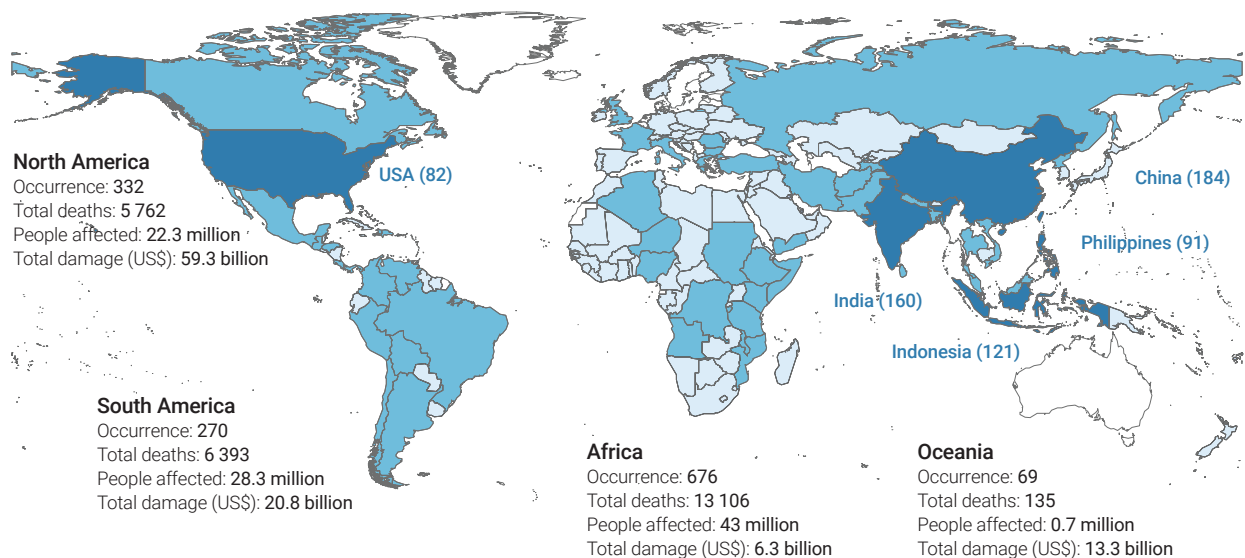 North America
Occurrence: 332
Total deaths: 5 762
People affected: 22.3 million
Total damage (US$): 59.3 billion
USA (82)
China (184)
Philippines (91)
India (160)
Indonesia (121)
South America
Occurrence: 270
Total deaths: 6 393
People affected: 28.3 million
Total damage (US$): 20.8 billion
Africa
Occurrence: 676
Total deaths: 13 106
People affected: 43 million
Total damage (US$): 6.3 billion
Oceania
Occurrence: 69
Total deaths: 135
People affected: 0.7 million
Total damage (US$): 13.3 billion